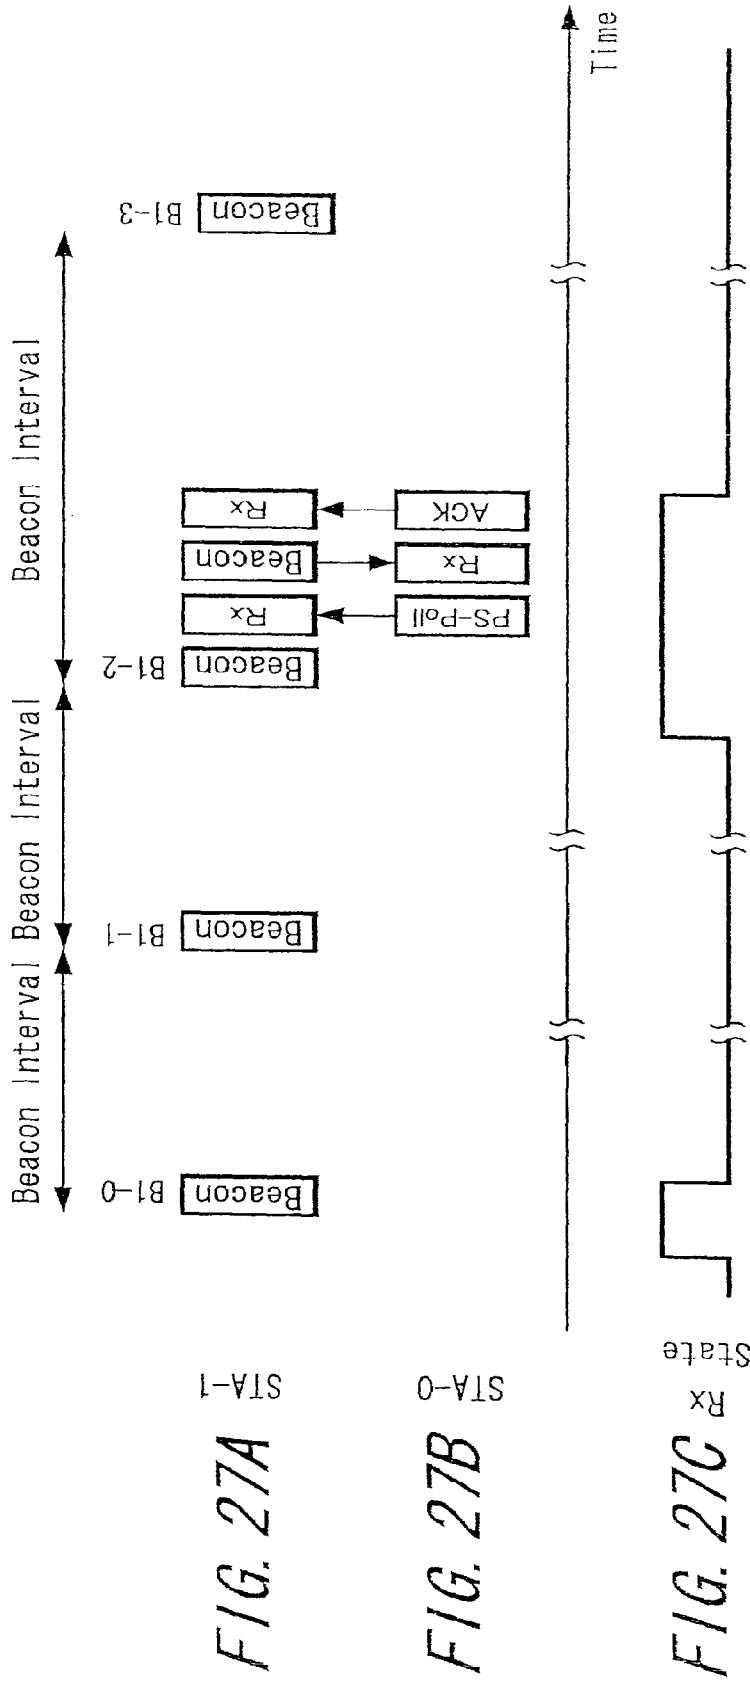 Beacon Interval Beacon Interval Beacon Interval
B1-0 B1-1 B1-2 B1-3
FIG. 27A STA-1 Beacon Beacon Beacon Rx Beacon Rx Beacon
FIG. 27B STA-0 PS-Poll Rx ACK
Time
FIG. 27C Rx State